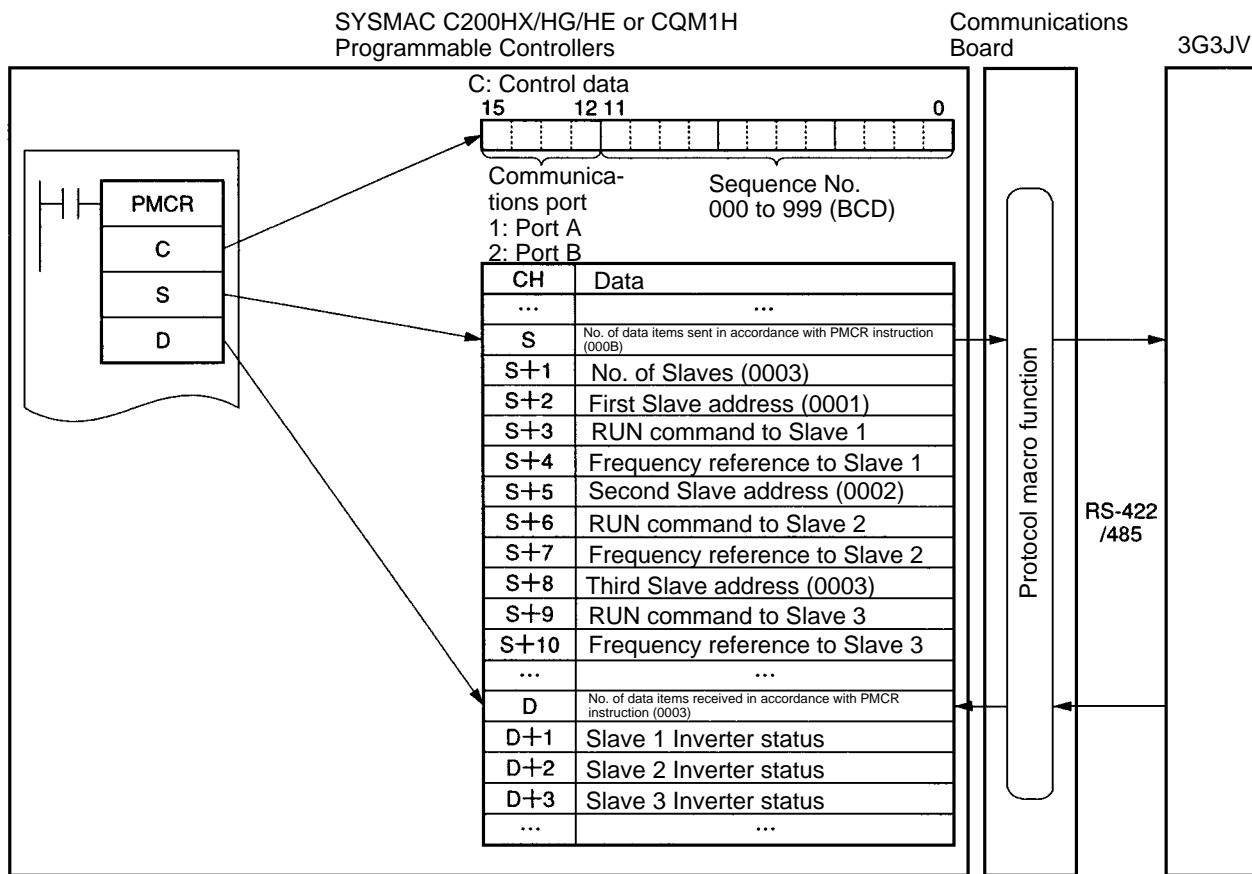 SYSMAC C200HX/HG/HE or CQM1H
Programmable Controllers
Communications
Board
3G3JV
C: Control data
15 12 11 0
PMCR
C
S
D
Communica-
tions port
1: Port A
2: Port B
Sequence No.
000 to 999 (BCD)
CH Data
... ...
S No. of data items sent in accordance with PMCR instruction
(000B)
S+1 No. of Slaves (0003)
S+2 First Slave address (0001)
S+3 RUN command to Slave 1
S+4 Frequency reference to Slave 1
S+5 Second Slave address (0002)
S+6 RUN command to Slave 2
S+7 Frequency reference to Slave 2
S+8 Third Slave address (0003)
S+9 RUN command to Slave 3
S+10 Frequency reference to Slave 3
... ...
D No. of data items received in accordance with PMCR
instruction (0003)
D+1 Slave 1 Inverter status
D+2 Slave 2 Inverter status
D+3 Slave 3 Inverter status
... ...
Protocol macro function
RS-422
/485